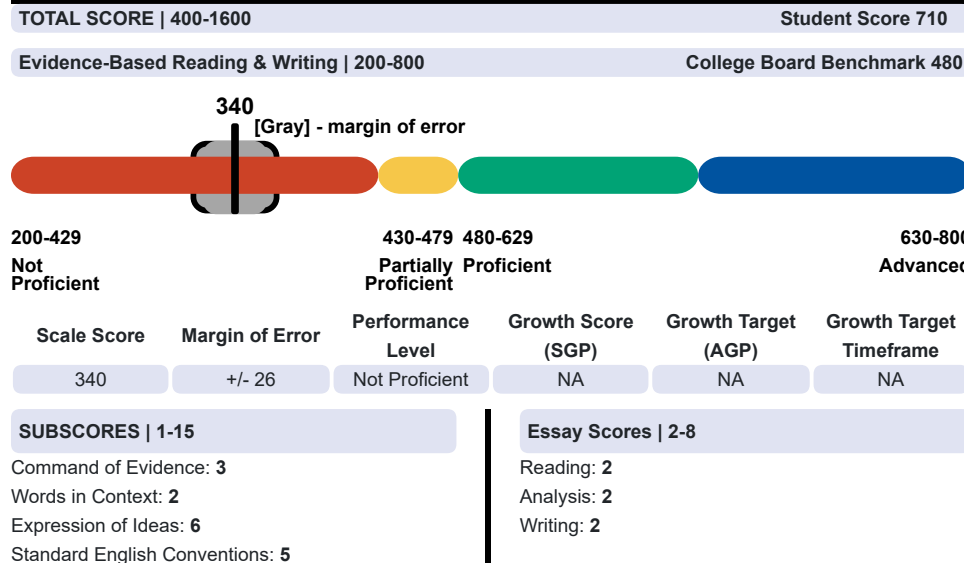 TOTAL SCORE | 400-1600 Student Score 710
Evidence-Based Reading & Writing | 200-800 College Board Benchmark 480
340
[Gray] - margin of error
200-429 430-479 480-629 630-800
Not Partially Proficient Advanced
Proficient Proficient
Performance Growth Score Growth Target Growth Target
Scale Score Margin of Error
Level (SGP) (AGP) Timeframe
340 +/- 26 Not Proficient NA NA NA
SUBSCORES | 1-15 Essay Scores | 2-8
Command of Evidence: 3 Reading: 2
Words in Context: 2 Analysis: 2
Expression of Ideas: 6 Writing: 2
Standard English Conventions: 5